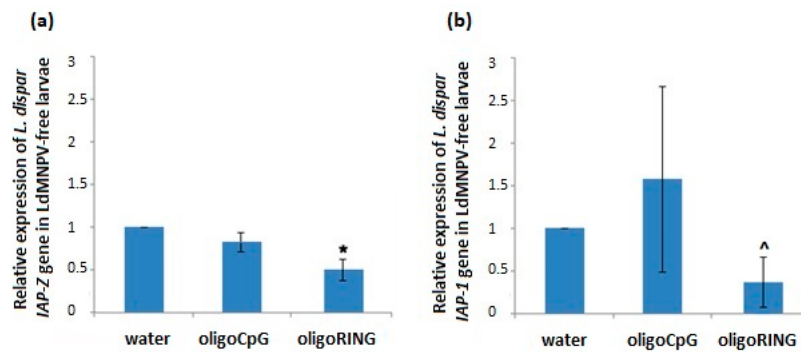 (a)
Relative expression of L. dispar
IAP-Z gene in LdMNPV-free larvae
3
2.5
2
1.5
1
0.5
0
*
water oligoCpG oligoRING
(b)
Relative expression of L. dispar
IAP-1 gene in LdMNPV-free larvae
3
2.5
2
1.5
1
0.5
0
^
water oligoCpG oligoRING